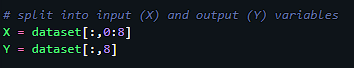 # split into input (X) and output (Y) variables
X = dataset[:,0:8]
Y = dataset[:,8]